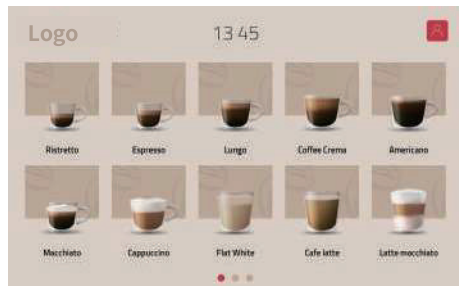 Logo
13 45
Ristretto Espresso Lungo Coffee Crema Americano
Macchiato Cappuccino Flat White Cafe latte Latte macchiato